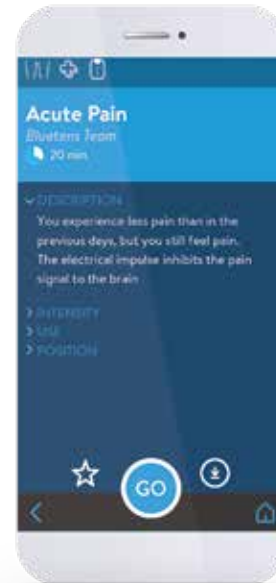 Acute Pain
Bluetens Team
20 min
DESCRIPTION
You experience less pain than in the
previous days, but you still feel pain.
The electrical impulse inhibits the pain
signal to the brain
INTENSITY
USE
POSITION
GO